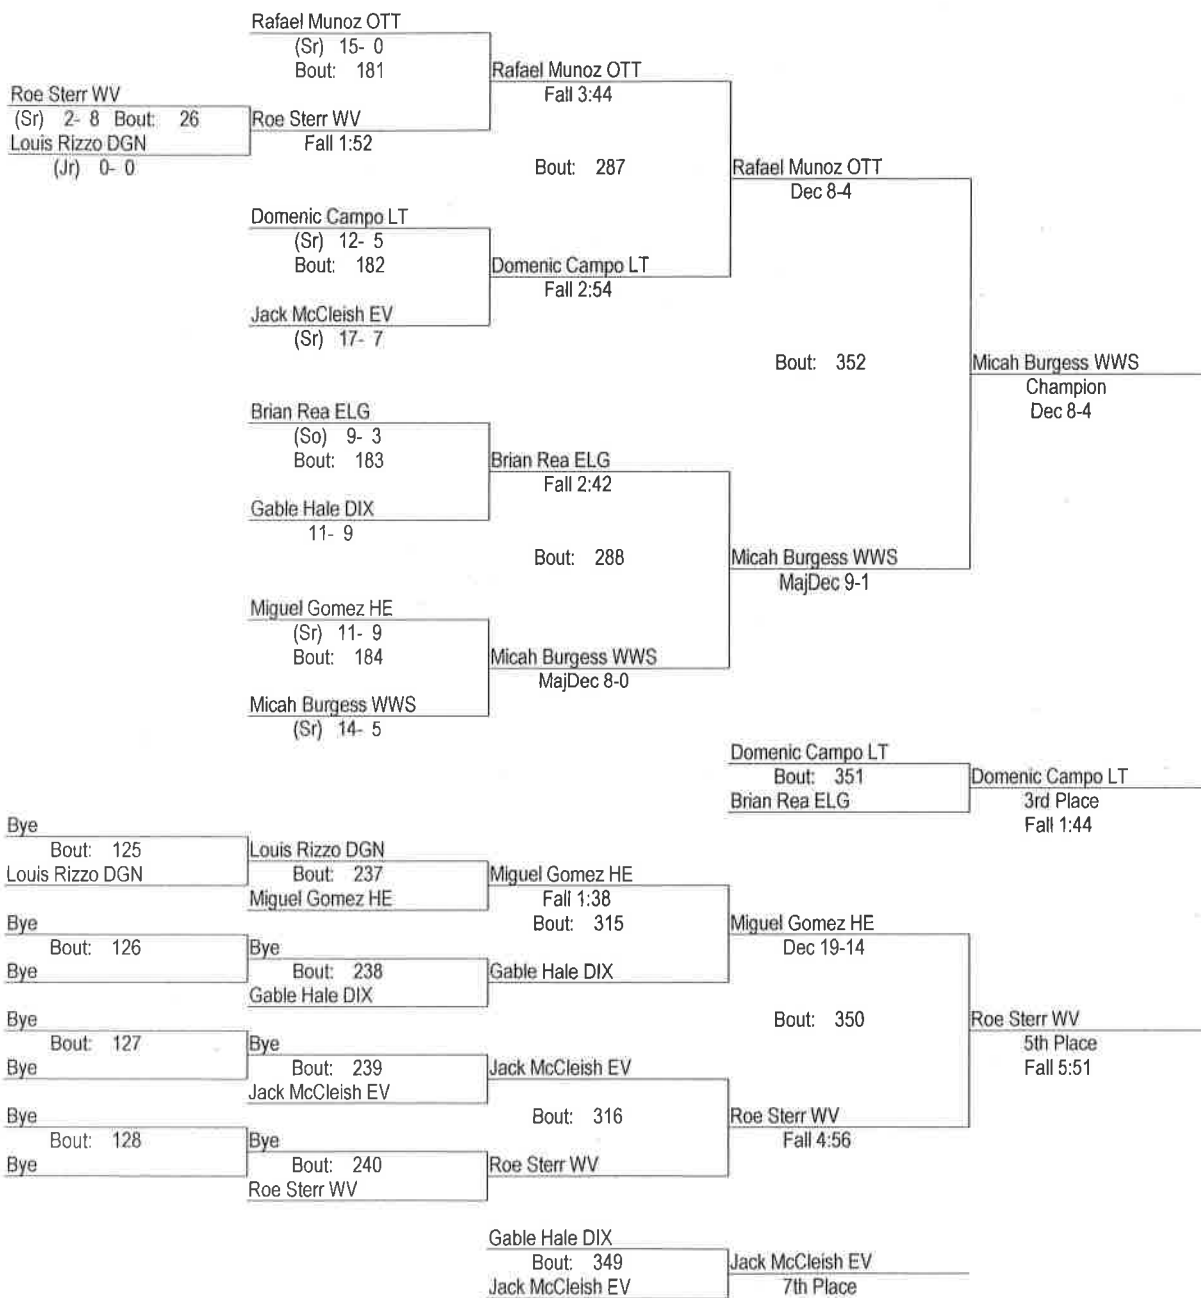 Rafael Munoz OTT
(Sr) 15- 0
Bout: 181
Rafael Munoz OTT
Fall 3:44
Roe Sterr WV
(Sr) 2- 8 Bout: 26
Louis Rizzo DGN
(Jr) 0- 0
Roe Sterr WV
Fall 1:52
Bout: 287
Rafael Munoz OTT
Dec 8-4
Domenic Campo LT
(Sr) 12- 5
Bout: 182
Domenic Campo LT
Fall 2:54
Jack McCleish EV
(Sr) 17- 7
Bout: 352
Micah Burgess WWS
Champion
Dec 8-4
Brian Rea ELG
(So) 9- 3
Bout: 183
Brian Rea ELG
Fall 2:42
Gable Hale DIX
11- 9
Bout: 288
Micah Burgess WWS
MajDec 9-1
Miguel Gomez HE
(Sr) 11- 9
Bout: 184
Micah Burgess WWS
MajDec 8-0
Micah Burgess WWS
(Sr) 14- 5
Domenic Campo LT
Bout: 351
Brian Rea ELG
Domenic Campo LT
3rd Place
Fall 1:44
Bye
Bout: 125
Louis Rizzo DGN
Louis Rizzo DGN
Bout: 237
Miguel Gomez HE
Miguel Gomez HE
Fall 1:38
Bout: 315
Miguel Gomez HE
Dec 19-14
Bye
Bout: 126
Bye
Bye
Bout: 238
Gable Hale DIX
Gable Hale DIX
Bout: 350
Roe Sterr WV
5th Place
Fall 5:51
Bye
Bout: 127
Bye
Bye
Bout: 239
Jack McCleish EV
Jack McCleish EV
Bout: 316
Roe Sterr WV
Fall 4:56
Bye
Bout: 128
Bye
Bye
Bout: 240
Roe Sterr WV
Roe Sterr WV
Gable Hale DIX
Bout: 349
Jack McCleish EV
Jack McCleish EV
7th Place